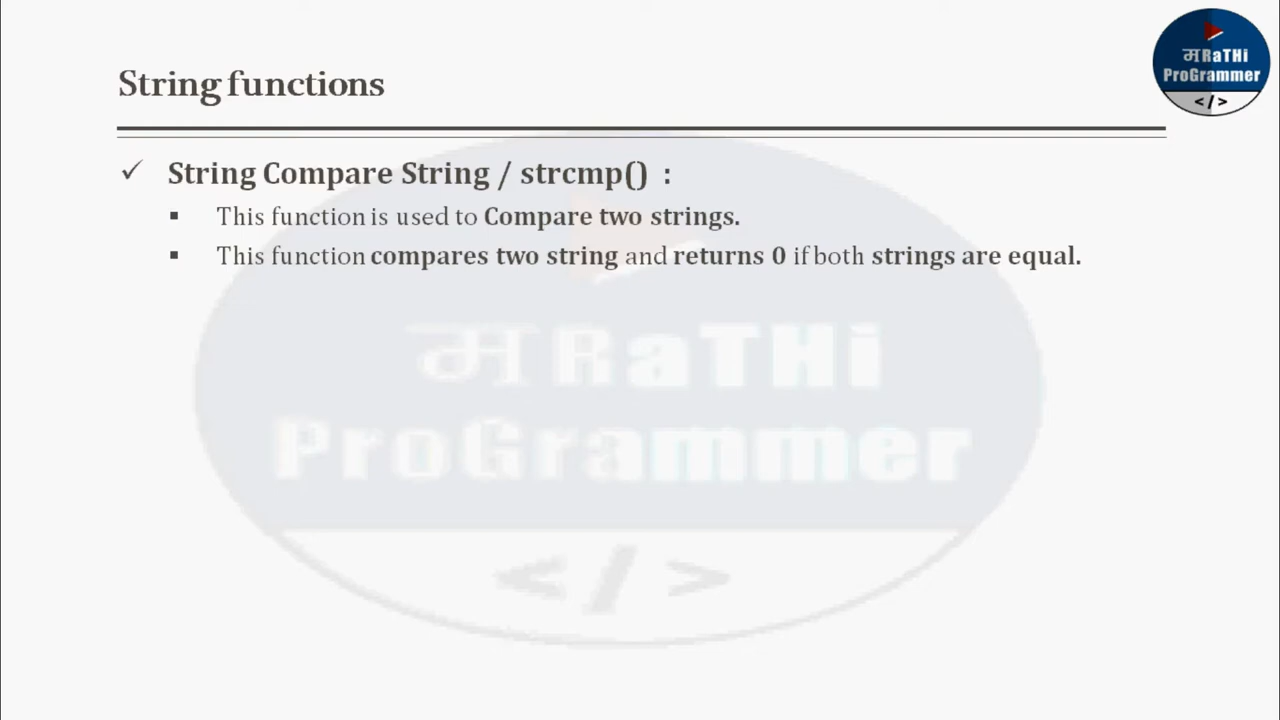 String functions
मRaTHi
ProGrammer
</>
✓ String Compare String / strcmp() :
▪ This function is used to Compare two strings.
▪ This function compares two string and returns 0 if both strings are equal.
मRaTHi
ProGrammer
</>